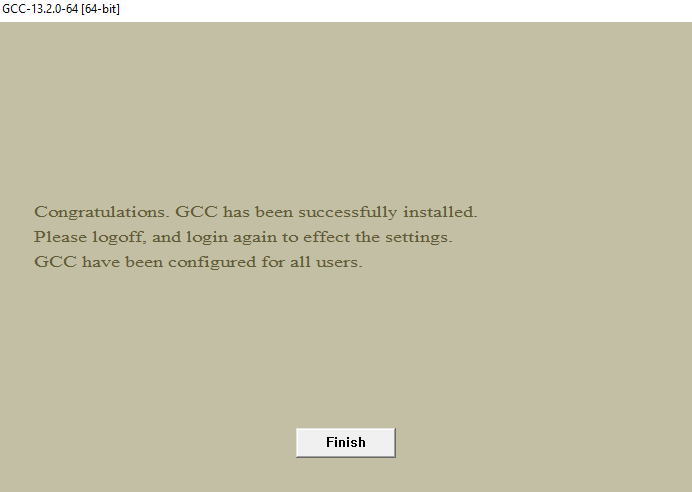 GCC-13.2.0-64 [64-bit]
Congratulations. GCC has been successfully installed.
Please logoff, and login again to effect the settings.
GCC have been configured for all users.
Finish